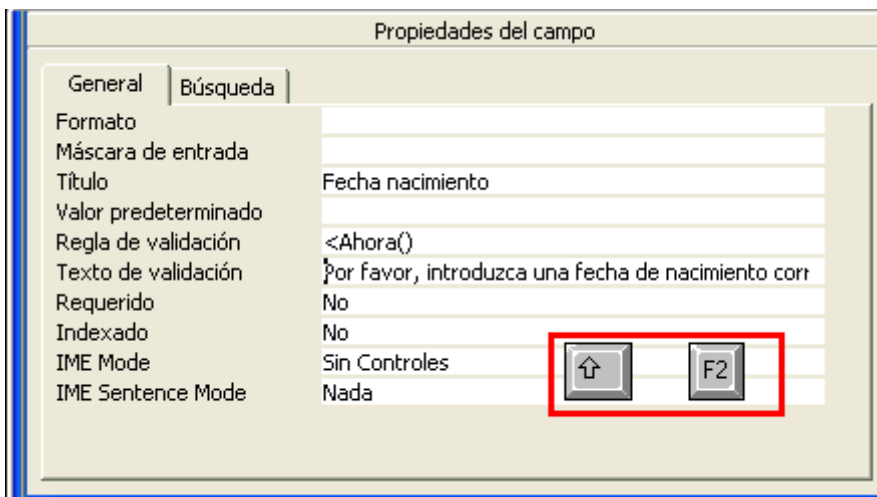 Propiedades del campo
General Búsqueda
Formato
Máscara de entrada
Título Fecha nacimiento
Valor predeterminado
Regla de validación <Ahora()
Texto de validación Por favor, introduzca una fecha de nacimiento corr
Requerido No
Indexado No
IME Mode Sin Controles
IME Sentence Mode Nada
F2